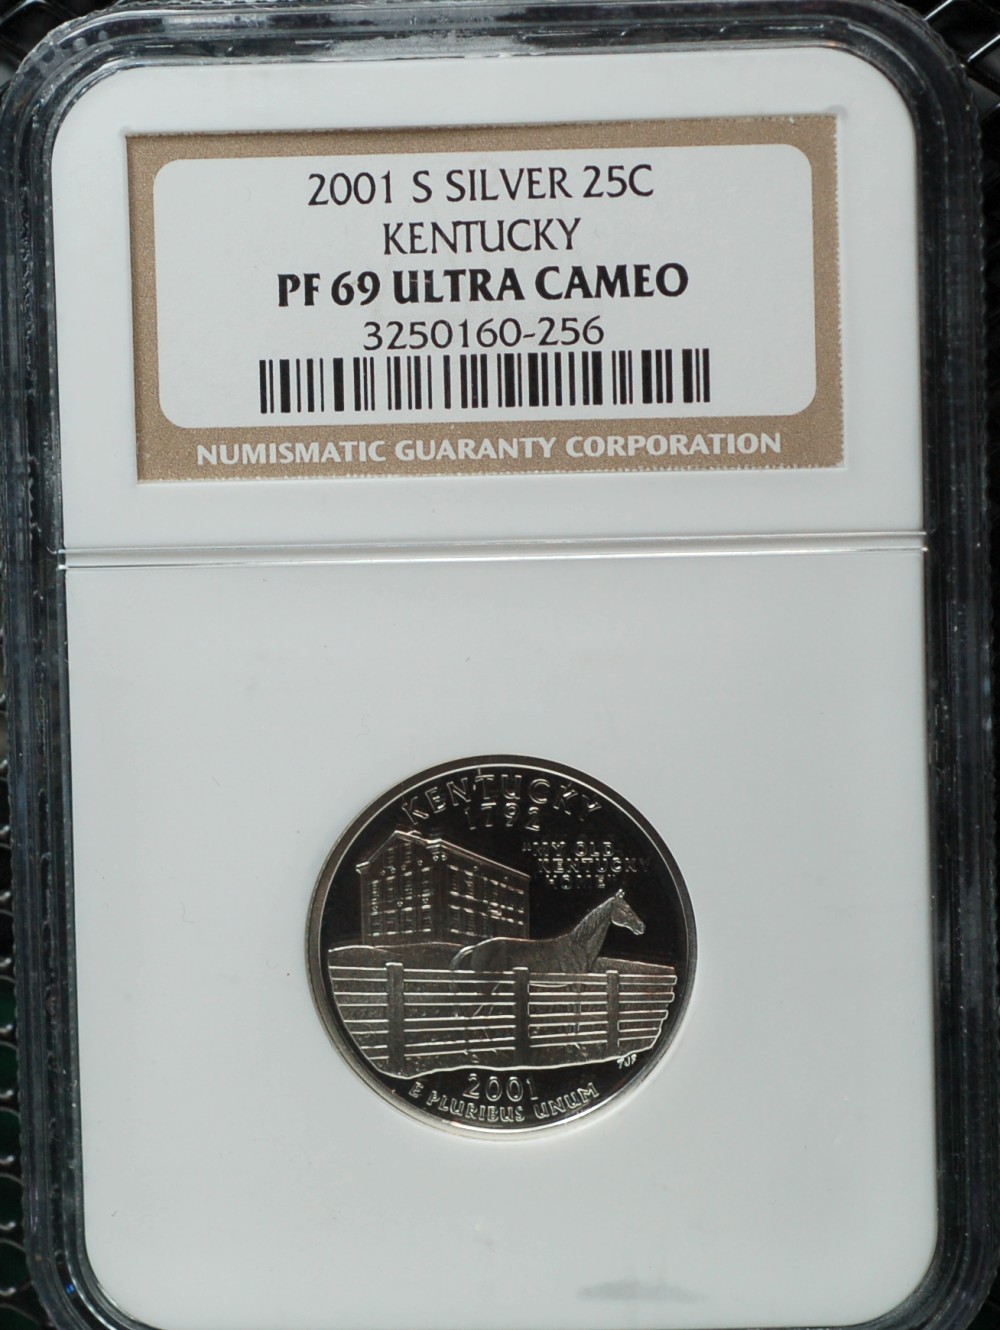 2001 S SILVER 25C
KENTUCKY
PF 69 ULTRA CAMEO
3250160-256
NUMISMATIC GUARANTY CORPORATION
KENTUCKY
1792
"MY OLD
KENTUCKY
HOME"
TJF
2001
E PLURIBUS UNUM